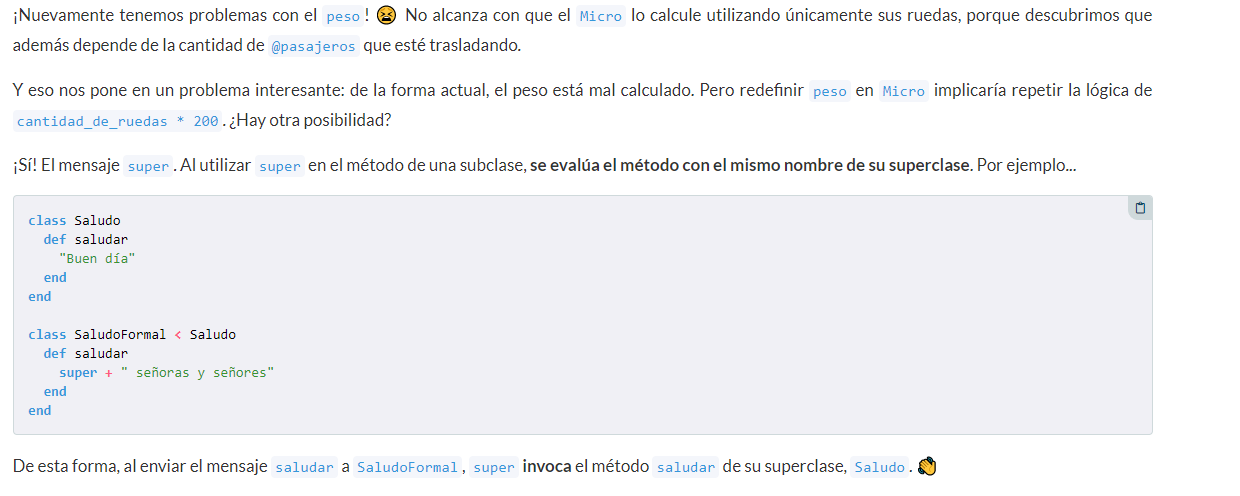 ¡Nuevamente tenemos problemas con el peso! 😫 No alcanza con que el Micro lo calcule utilizando únicamente sus ruedas, porque descubrimos que
además depende de la cantidad de @pasajeros que esté trasladando.
Y eso nos pone en un problema interesante: de la forma actual, el peso está mal calculado. Pero redefinir peso en Micro implicaría repetir la lógica de
cantidad_de_ruedas * 200. ¿Hay otra posibilidad?
¡Sí! El mensaje super. Al utilizar super en el método de una subclase, se evalúa el método con el mismo nombre de su superclase. Por ejemplo...
class Saludo
  def saludar
    "Buen día"
  end
end
class SaludoFormal < Saludo
  def saludar
    super + " señoras y señores"
  end
end
De esta forma, al enviar el mensaje saludar a SaludoFormal, super invoca el método saludar de su superclase, Saludo. 👏